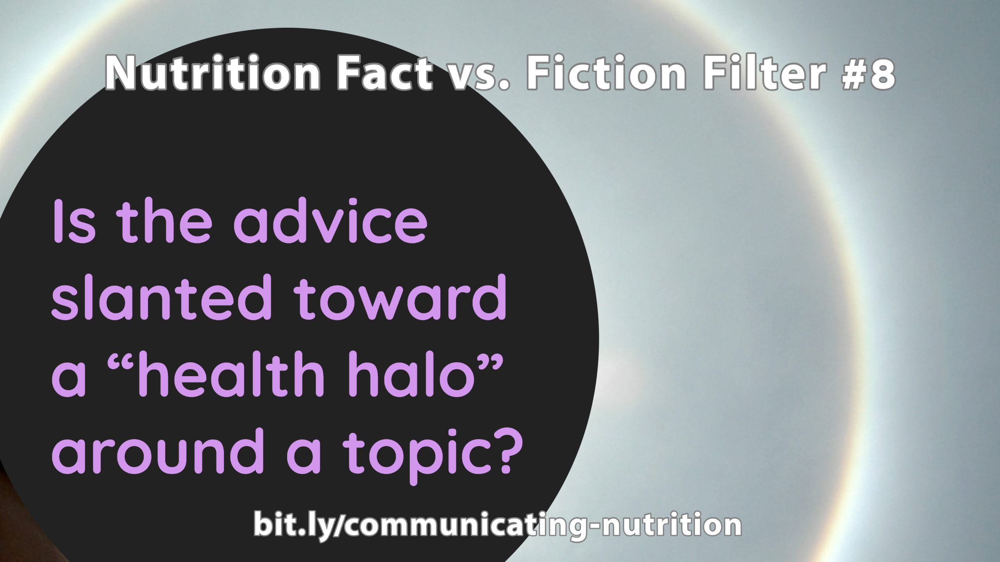 Nutrition Fact vs. Fiction Filter #8
Is the advice
slanted toward
a “health halo”
around a topic?
bit.ly/communicating-nutrition